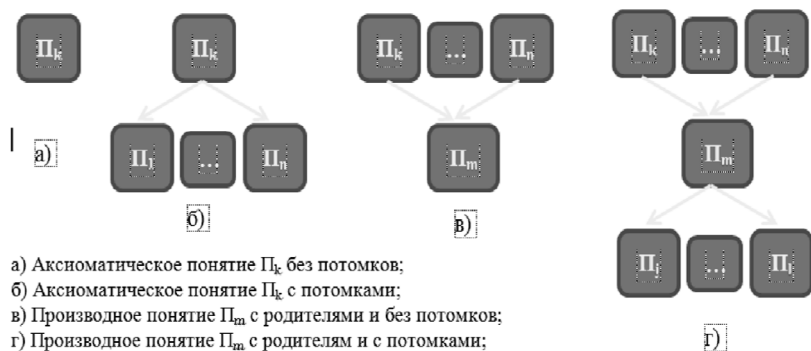 Пk Пk Пk ... Пn Пk ... Пn
а) Пl ... Пn Пm Пm
б) в)
Пj ... Пl
а) Аксиоматическое понятие Пk без потомков;
б) Аксиоматическое понятие Пk с потомками;
в) Производное понятие Пm с родителями и без потомков;
г) Производное понятие Пm с родителям и с потомками;
г)